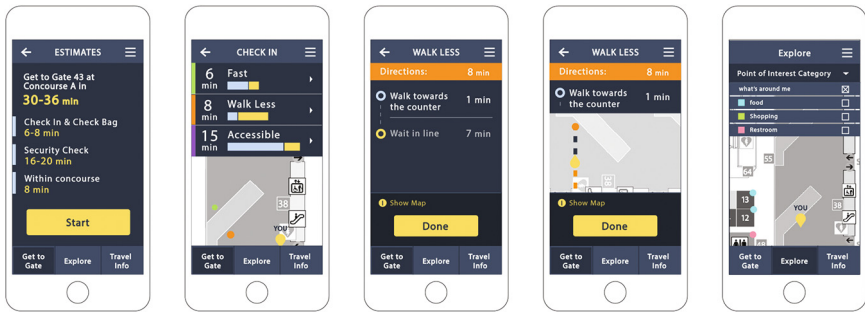 ESTIMATES
Get to Gate 43 at
Concourse A in
30-36 min
Check In & Check Bag
6-8 min
Security Check
16-20 min
Within concourse
8 min
Start
Get to
Gate
Explore
Travel
Info
CHECK IN
6
min
Fast
8
min
Walk Less
15
min
Accessible
38
YOU
Get to
Gate
Explore
Travel
Info
WALK LESS
Directions:
8 min
Walk towards
the counter
1 min
Wait in line
7 min
Show Map
Done
Get to
Gate
Explore
Travel
Info
WALK LESS
Directions:
8 min
Walk towards
the counter
1 min
Show Map
Done
Get to
Gate
Explore
Travel
Info
Explore
Point of Interest Category
what's around me
food
Shopping
Restroom
55
64
13
12
YOU
38
Get to
Gate
Explore
Travel
Info